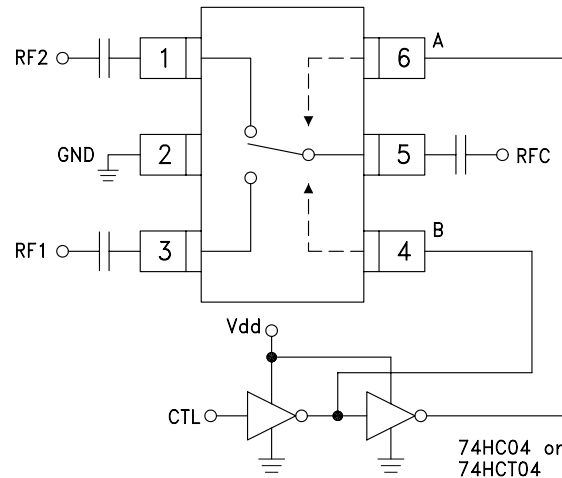 A
RF2 1 6
GND 2 5 RFC
B
RF1 3 4
Vdd
CTL
74HC04 or
74HCT04